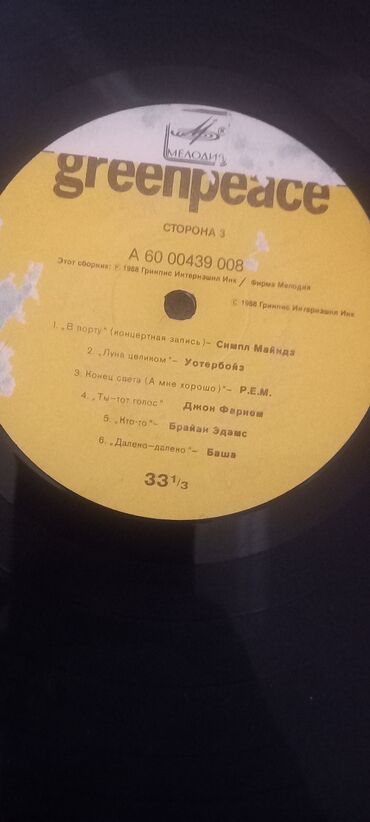 МЕЛОДИЯ
greenpeace
СТОРОНА 3
А 60 00439 008
Этот сборник: Ⓟ 1988 Гринпис Интернэшнл Инк / Фирма Мелодия
© 1988 Гринпис Интернэшнл Инк
1. „В порту" (концертная запись)– Симпл Майндз
2. „Луна целиком"– Уотербойз
3. Конец света (А мне хорошо)"– Р.Е.М.
4. „Ты–тот голос" Джон Фарнем
5. „Кто-то"– Брайан Эдамс
6. „Далеко–далеко"– Баша
33 1/3